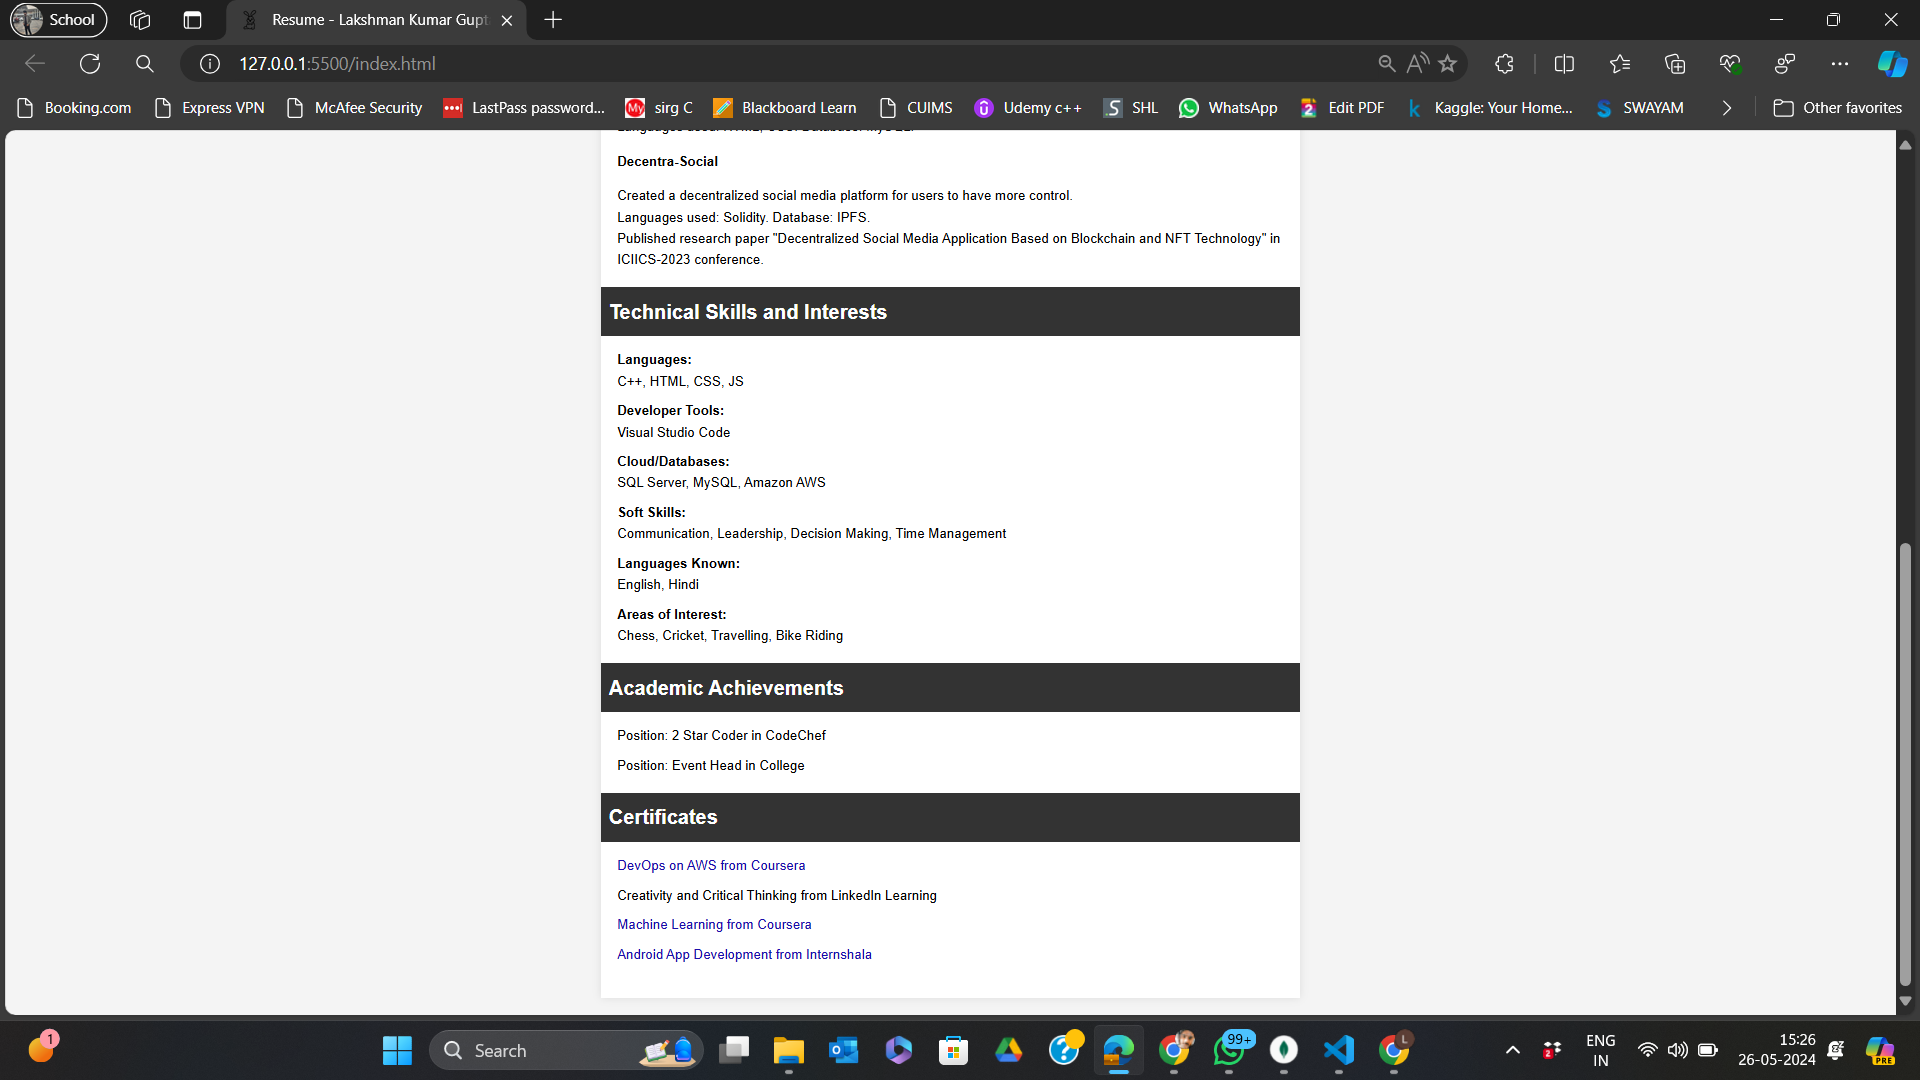 School
Resume - Lakshman Kumar Gupt
127.0.0.1:5500/index.html
Booking.com
Express VPN
McAfee Security
LastPass password...
My
sirg C
Blackboard Learn
CUIMS
Udemy c++
SHL
WhatsApp
Edit PDF
Kaggle: Your Home...
SWAYAM
Other favorites
Decentra-Social
Created a decentralized social media platform for users to have more control.
Languages used: Solidity. Database: IPFS.
Published research paper "Decentralized Social Media Application Based on Blockchain and NFT Technology" in
ICIICS-2023 conference.
Technical Skills and Interests
Languages:
C++, HTML, CSS, JS
Developer Tools:
Visual Studio Code
Cloud/Databases:
SQL Server, MySQL, Amazon AWS
Soft Skills:
Communication, Leadership, Decision Making, Time Management
Languages Known:
English, Hindi
Areas of Interest:
Chess, Cricket, Travelling, Bike Riding
Academic Achievements
Position: 2 Star Coder in CodeChef
Position: Event Head in College
Certificates
DevOps on AWS from Coursera
Creativity and Critical Thinking from LinkedIn Learning
Machine Learning from Coursera
Android App Development from Internshala
1
Search
99+
L
2
ENG
IN
15:26
26-05-2024
PRE